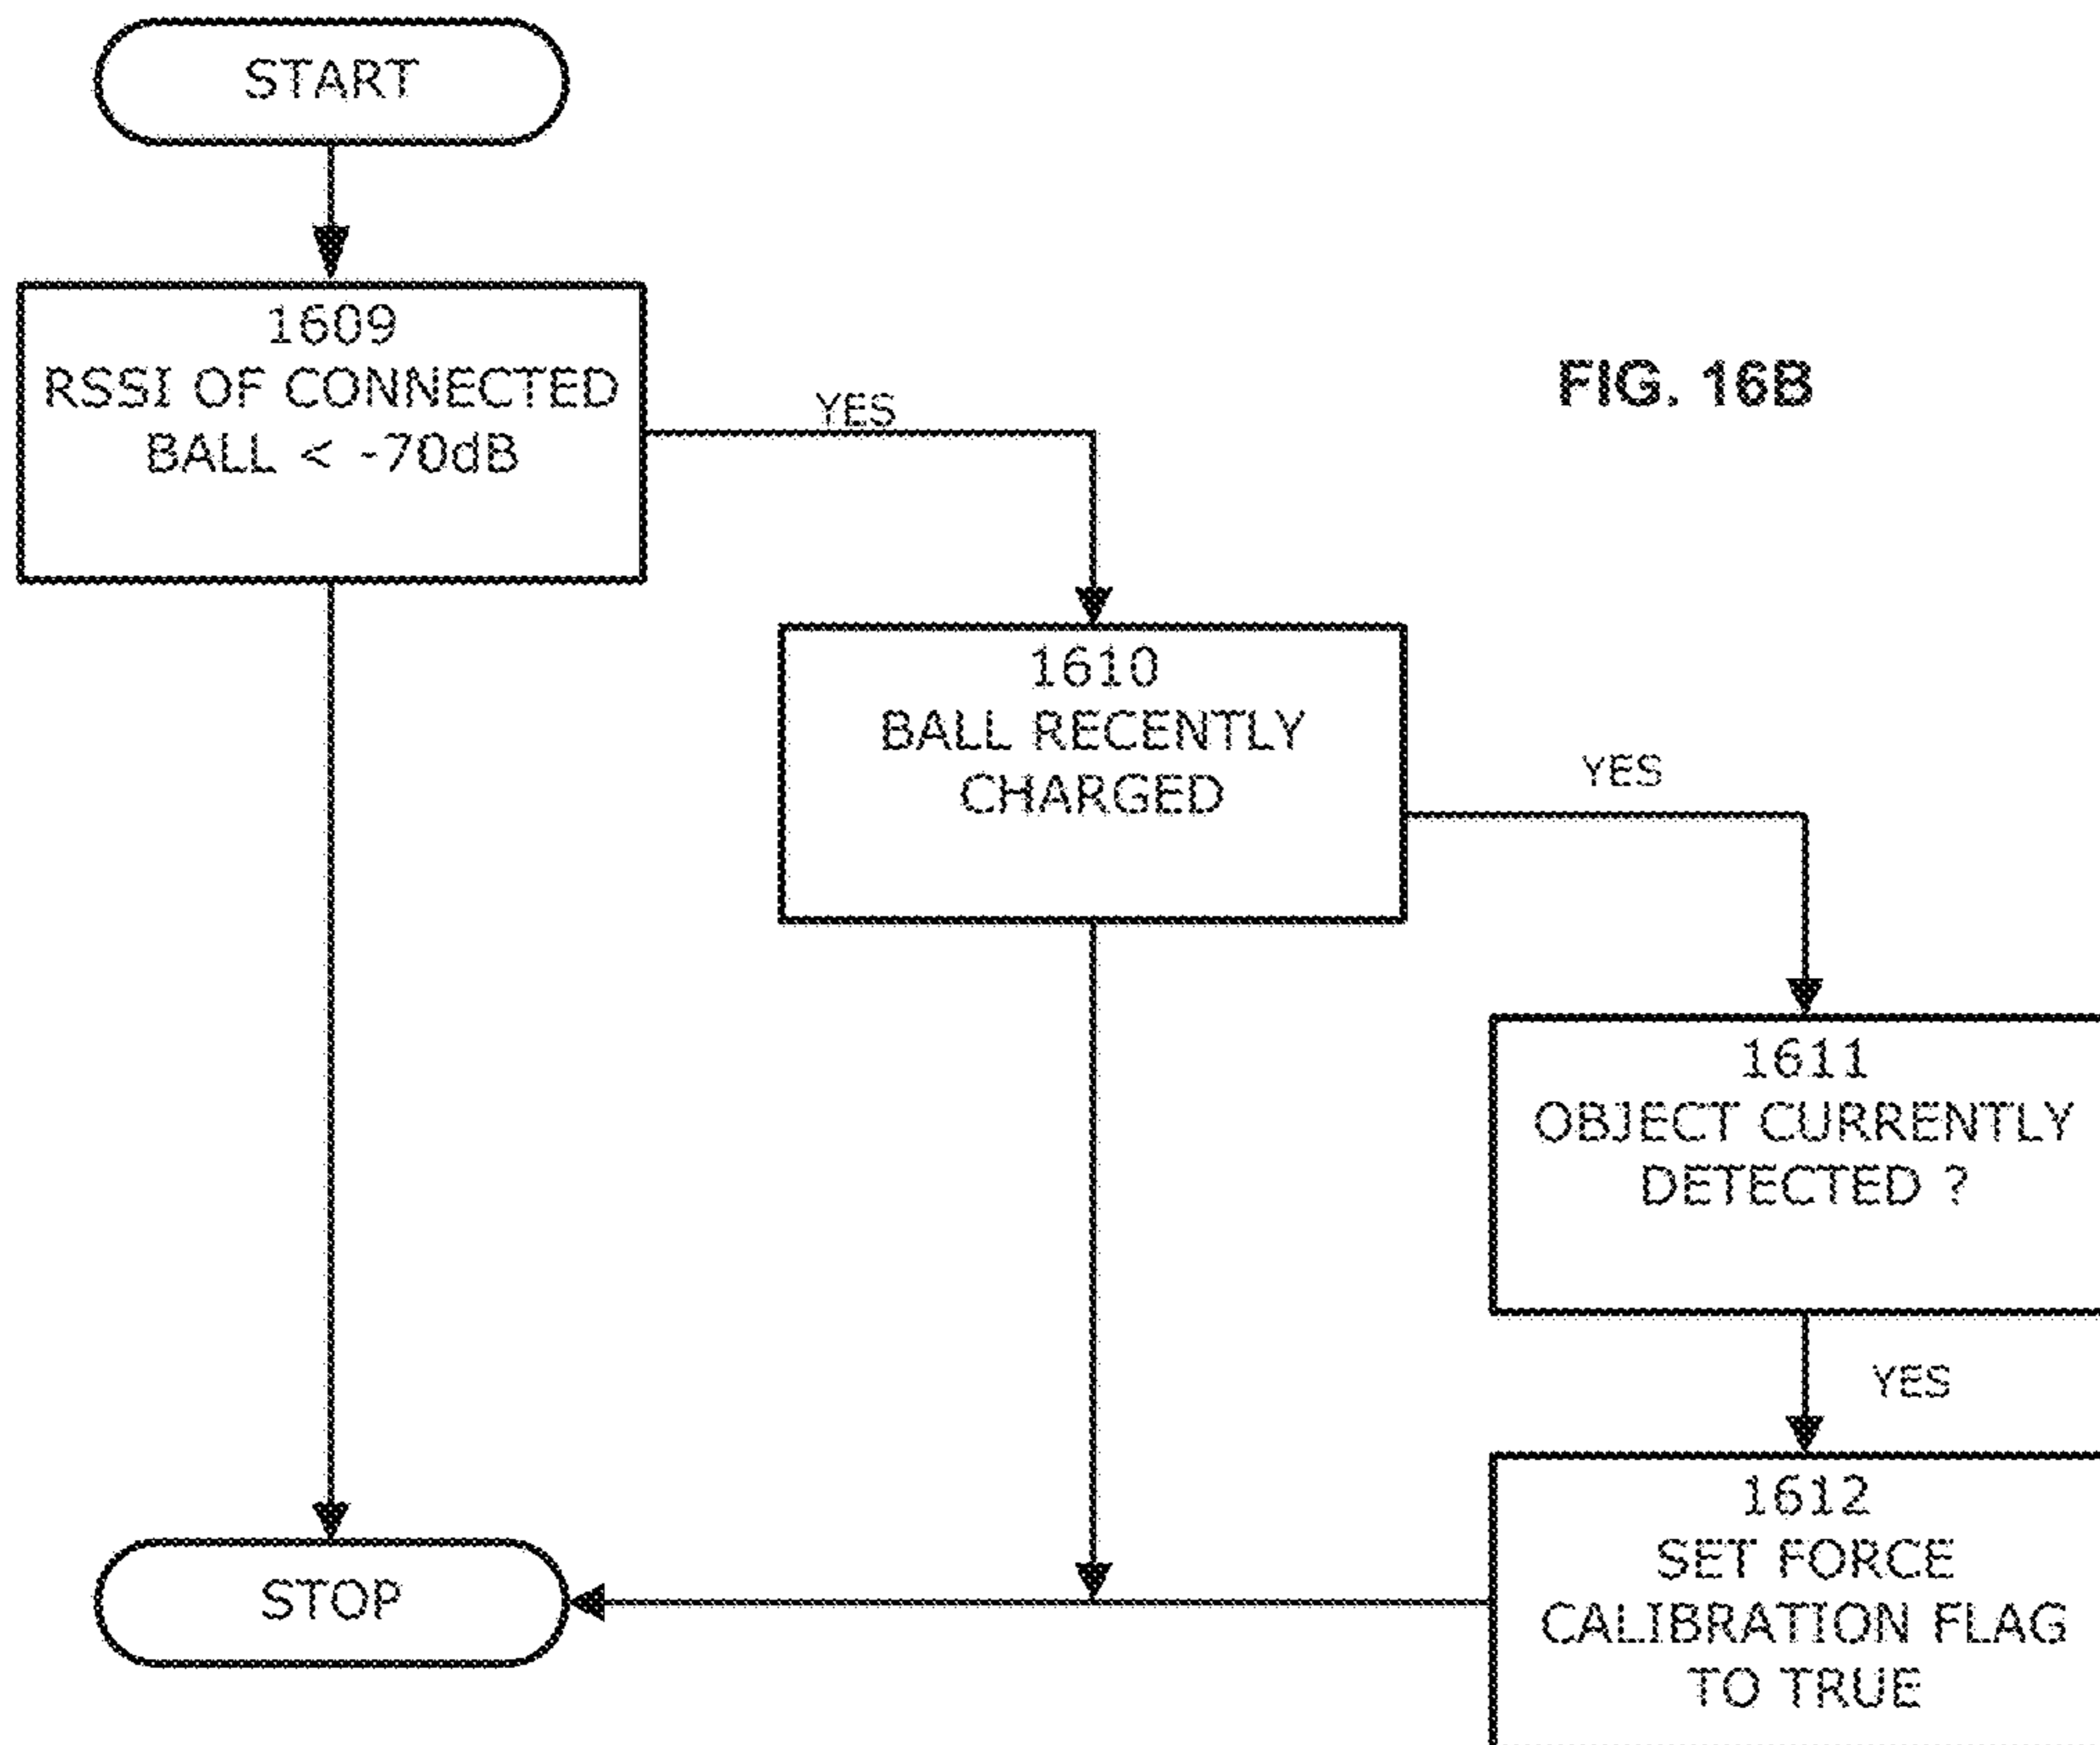 START
1609
RSSI OF CONNECTED
BALL < -70dB
YES
FIG. 16B
1610
BALL RECENTLY
CHARGED
YES
1611
OBJECT CURRENTLY
DETECTED ?
YES
1612
SET FORCE
CALIBRATION FLAG
TO TRUE
STOP